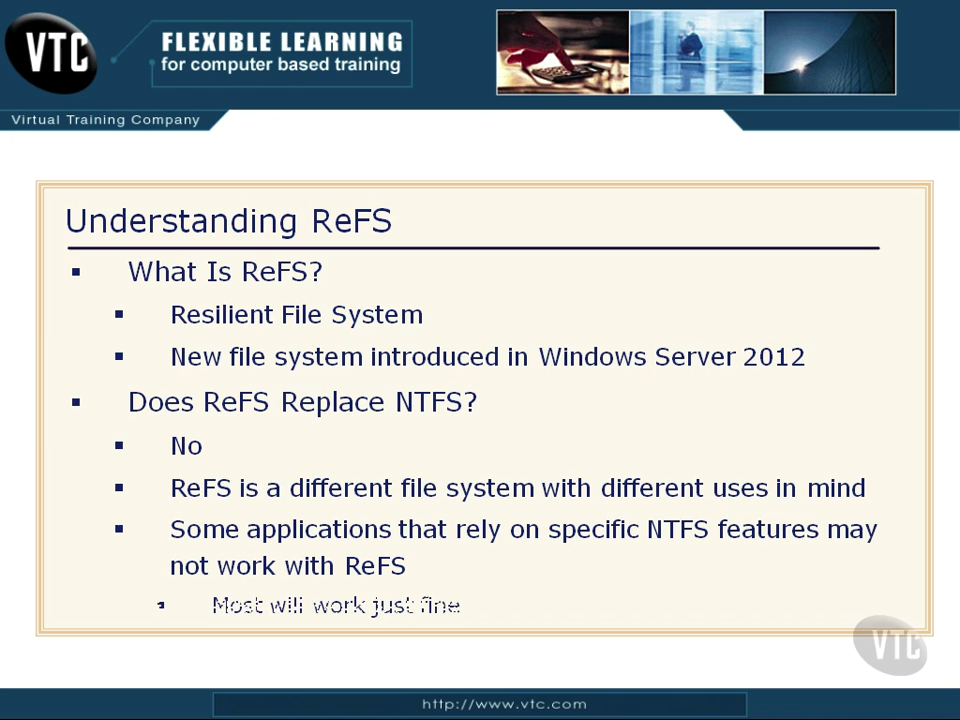 VTC
FLEXIBLE LEARNING
for computer based training
Virtual Training Company
Understanding ReFS
▪ What Is ReFS?
▪ Resilient File System
▪ New file system introduced in Windows Server 2012
▪ Does ReFS Replace NTFS?
▪ No
▪ ReFS is a different file system with different uses in mind
▪ Some applications that rely on specific NTFS features may
not work with ReFS
▪ Most will work just fine
VTC
http://www.vtc.com